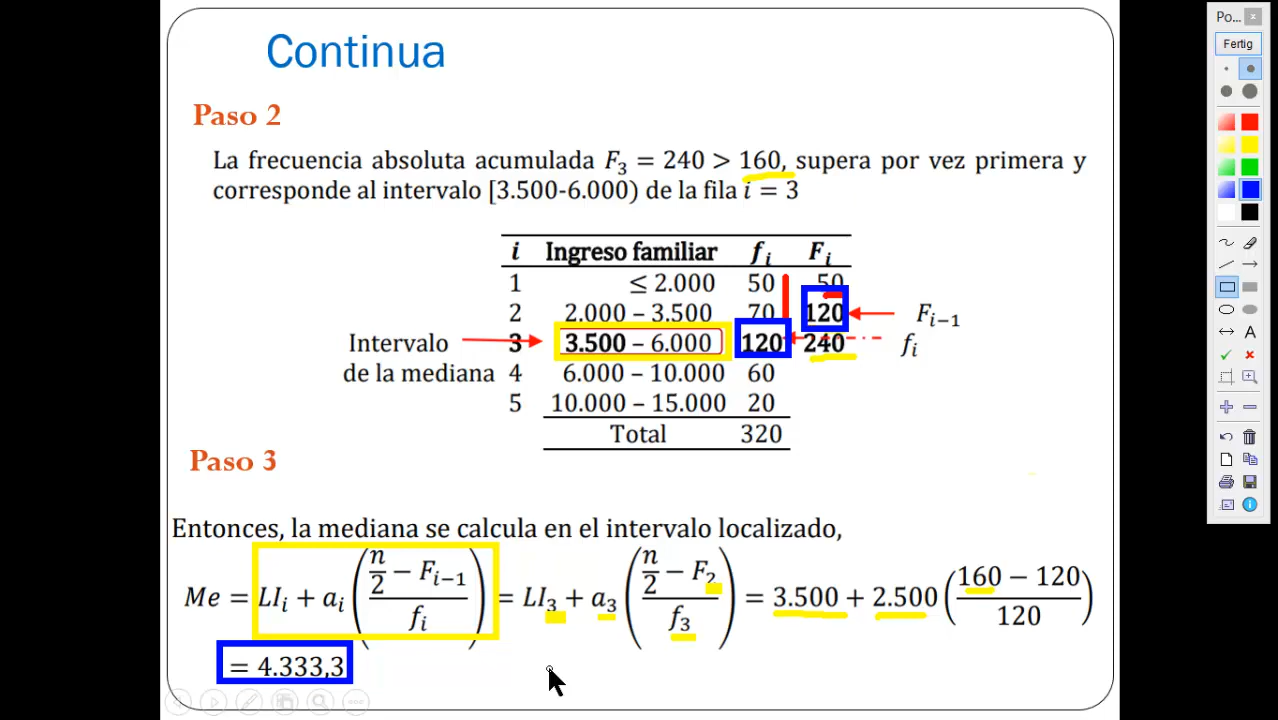 Continua
Paso 2
La frecuencia absoluta acumulada F₃ = 240 > 160, supera por vez primera y
corresponde al intervalo [3.500-6.000) de la fila i = 3
i Ingreso familiar fᵢ Fᵢ
1 ≤ 2.000 50 50
2 2.000 – 3.500 70 120 Fᵢ₋₁
Intervalo 3 3.500 – 6.000 120 240 fᵢ
de la mediana 4 6.000 – 10.000 60
5 10.000 – 15.000 20
Total 320
Paso 3
Entonces, la mediana se calcula en el intervalo localizado,
Me = LIᵢ + aᵢ ((n/2 − Fᵢ₋₁)/fᵢ) = LI₃ + a₃ ((n/2 − F₂)/f₃) = 3.500 + 2.500 ((160 − 120)/120)
= 4.333,3
Po...
Fertig
A